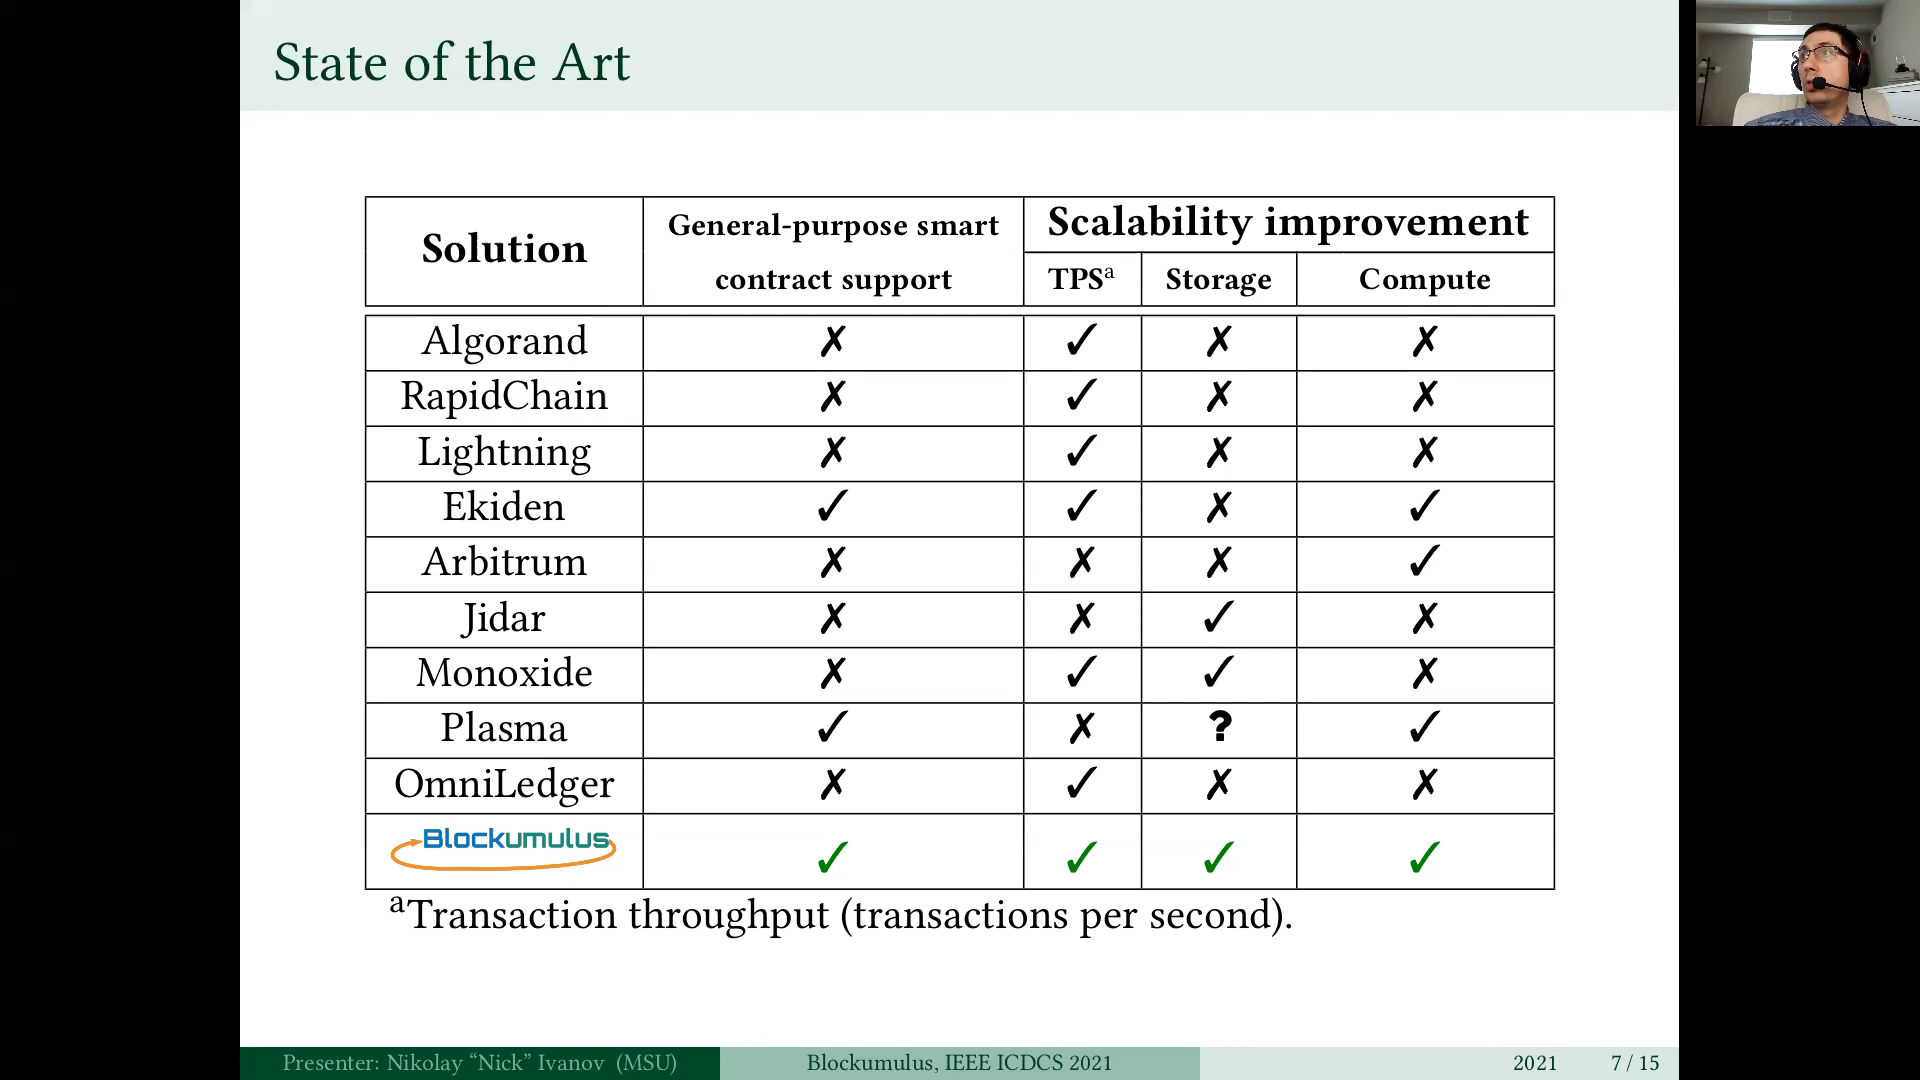 State of the Art
Solution
General-purpose smart
contract support
Scalability improvement
TPSa
Storage
Compute
Algorand ✗ ✓ ✗ ✗
RapidChain ✗ ✓ ✗ ✗
Lightning ✗ ✓ ✗ ✗
Ekiden ✓ ✓ ✗ ✓
Arbitrum ✗ ✗ ✗ ✓
Jidar ✗ ✗ ✓ ✗
Monoxide ✗ ✓ ✓ ✗
Plasma ✓ ✗ ? ✓
OmniLedger ✗ ✓ ✗ ✗
Blockumulus ✓ ✓ ✓ ✓
aTransaction throughput (transactions per second).
Presenter: Nikolay “Nick” Ivanov (MSU)
Blockumulus, IEEE ICDCS 2021
2021
7 / 15